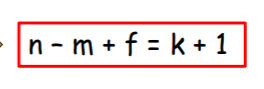 n – m + f = k + 1